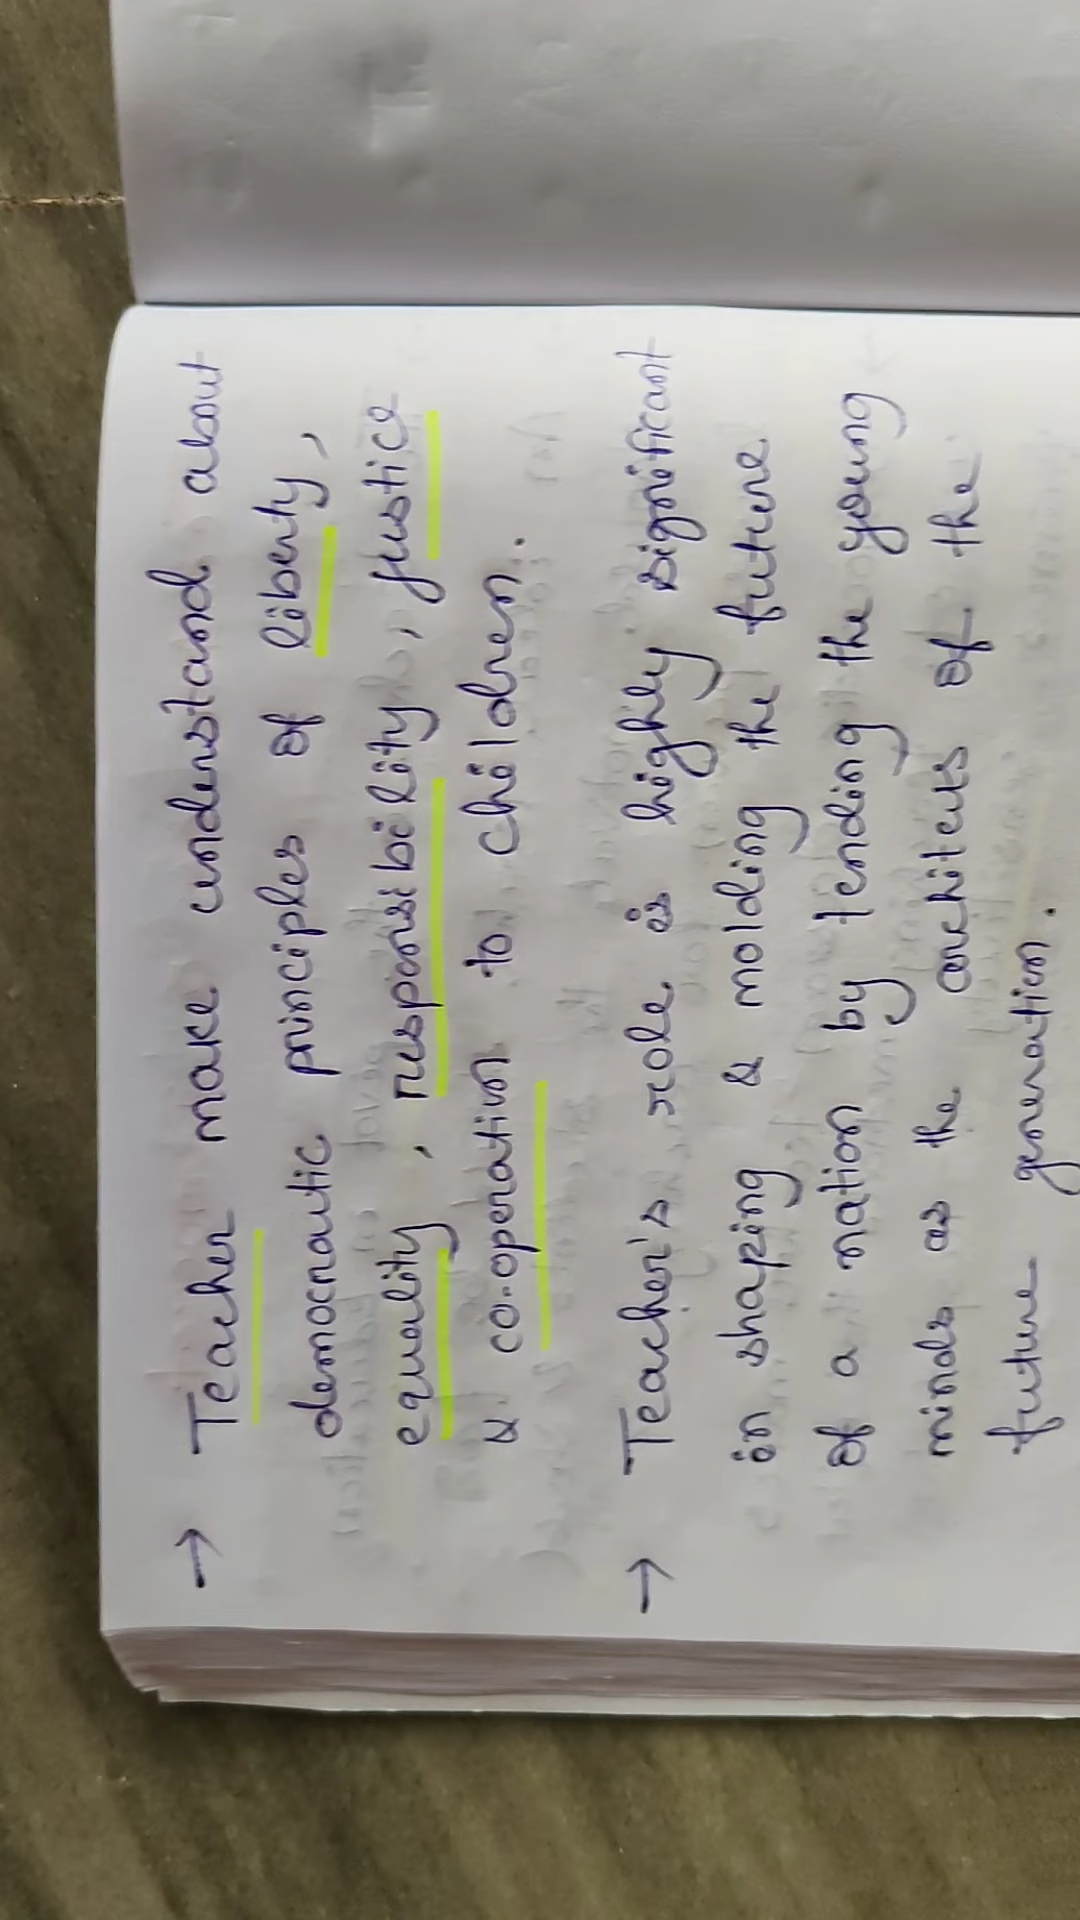 → Teacher make understand about
democratic principles of liberty,
equality, responsibility, justice
& co-operation to children.
→ Teacher's role is highly significant
in shaping & molding the future
of a nation by tending the young
minds as the architects of the
future generation.